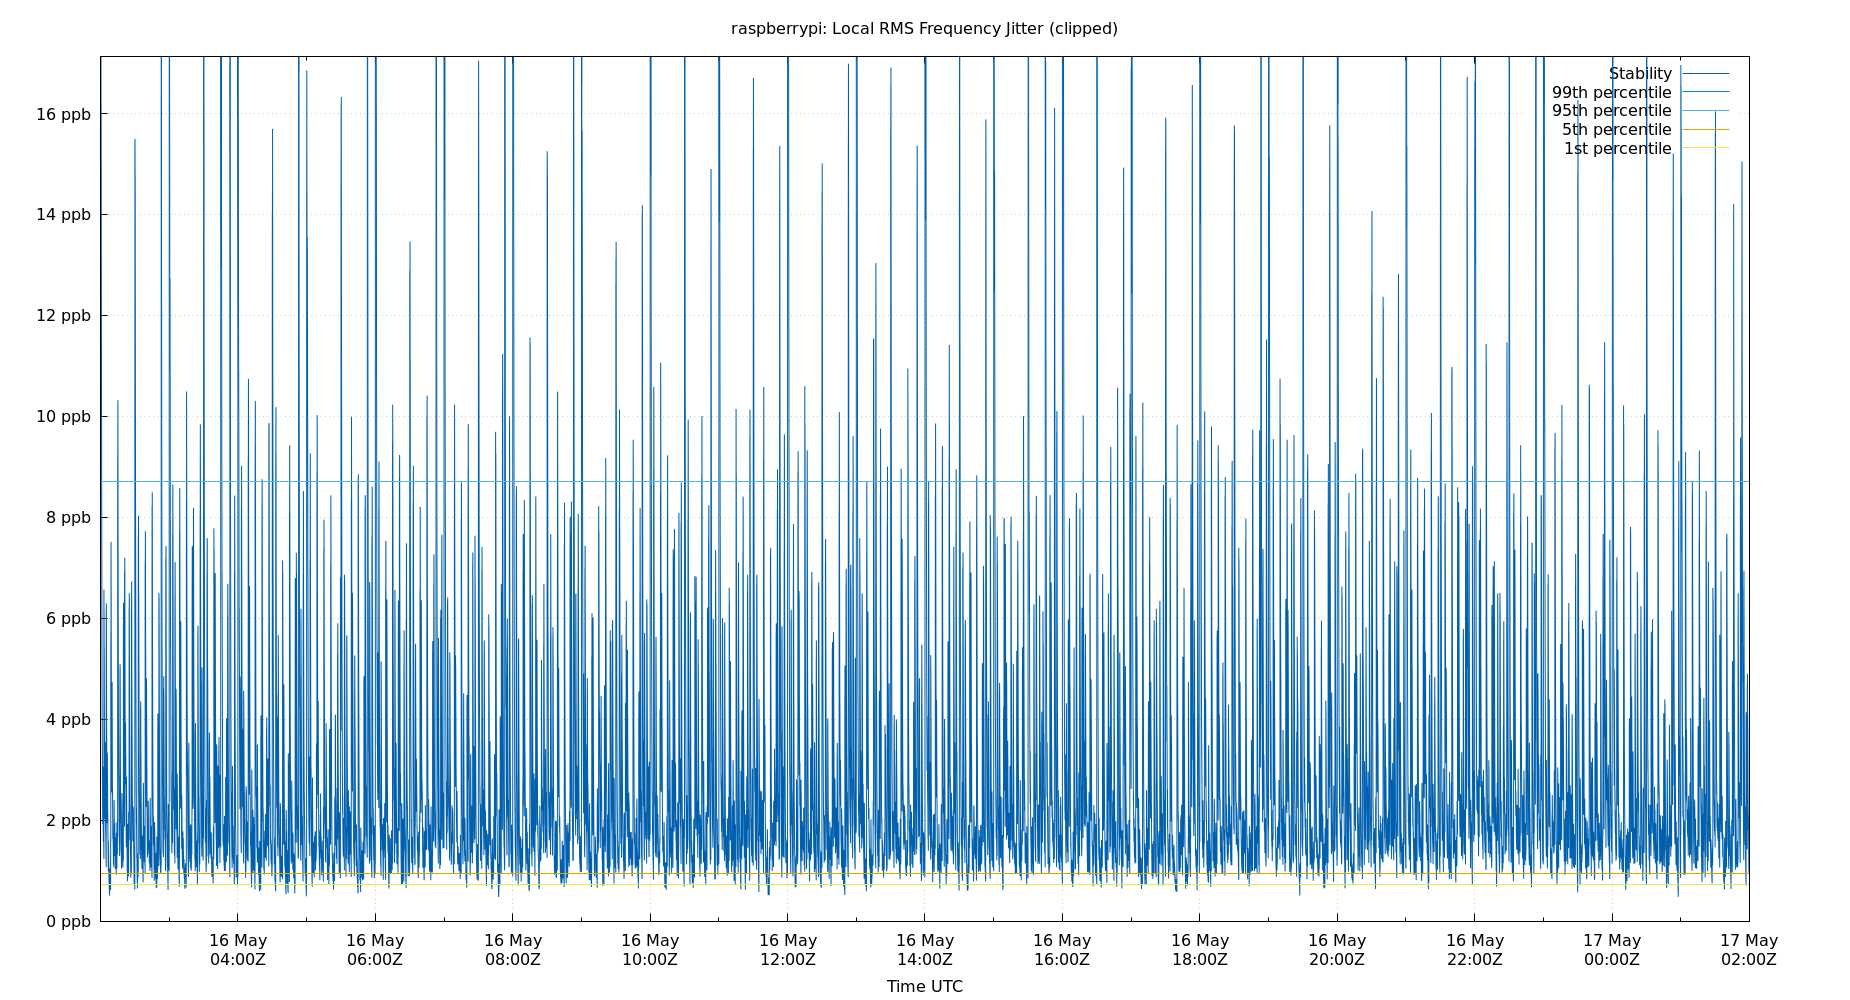 raspberrypi: Local RMS Frequency Jitter (clipped)
Stability
99th percentile
95th percentile
5th percentile
1st percentile
16 ppb
14 ppb
12 ppb
10 ppb
8 ppb
6 ppb
4 ppb
2 ppb
0 ppb
16 May 16 May 16 May 16 May 16 May 16 May 16 May 16 May 16 May 16 May 17 May 17 May
04:00Z 06:00Z 08:00Z 10:00Z 12:00Z 14:00Z 16:00Z 18:00Z 20:00Z 22:00Z 00:00Z 02:00Z
Time UTC